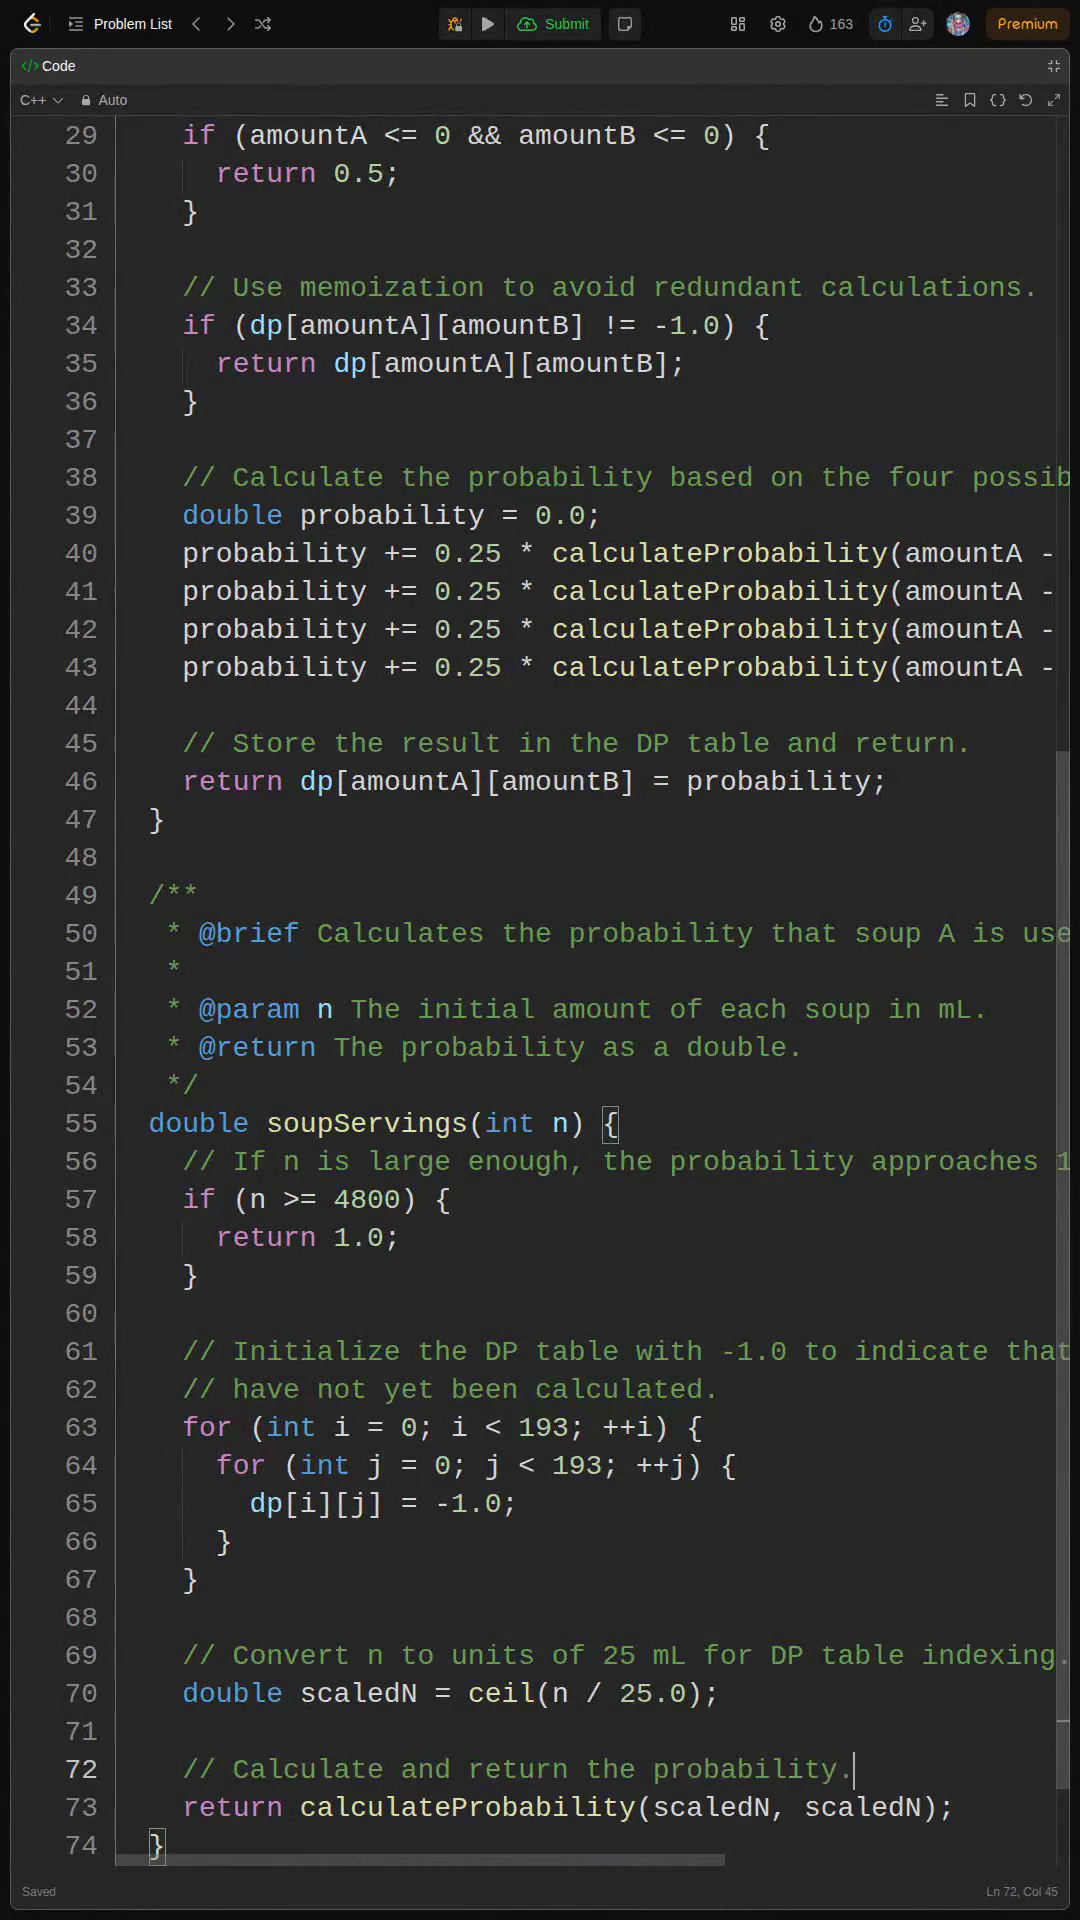 Problem List
Submit
163
Premium
</> Code
C++
Auto
29 if (amountA <= 0 && amountB <= 0) {
30 return 0.5;
31 }
32
33 // Use memoization to avoid redundant calculations.
34 if (dp[amountA][amountB] != -1.0) {
35 return dp[amountA][amountB];
36 }
37
38 // Calculate the probability based on the four possib
39 double probability = 0.0;
40 probability += 0.25 * calculateProbability(amountA -
41 probability += 0.25 * calculateProbability(amountA -
42 probability += 0.25 * calculateProbability(amountA -
43 probability += 0.25 * calculateProbability(amountA -
44
45 // Store the result in the DP table and return.
46 return dp[amountA][amountB] = probability;
47 }
48
49 /**
50 * @brief Calculates the probability that soup A is use
51 *
52 * @param n The initial amount of each soup in mL.
53 * @return The probability as a double.
54 */
55 double soupServings(int n) {
56 // If n is large enough, the probability approaches 1
57 if (n >= 4800) {
58 return 1.0;
59 }
60
61 // Initialize the DP table with -1.0 to indicate that
62 // have not yet been calculated.
63 for (int i = 0; i < 193; ++i) {
64 for (int j = 0; j < 193; ++j) {
65 dp[i][j] = -1.0;
66 }
67 }
68
69 // Convert n to units of 25 mL for DP table indexing.
70 double scaledN = ceil(n / 25.0);
71
72 // Calculate and return the probability.
73 return calculateProbability(scaledN, scaledN);
74 }
Saved
Ln 72, Col 45